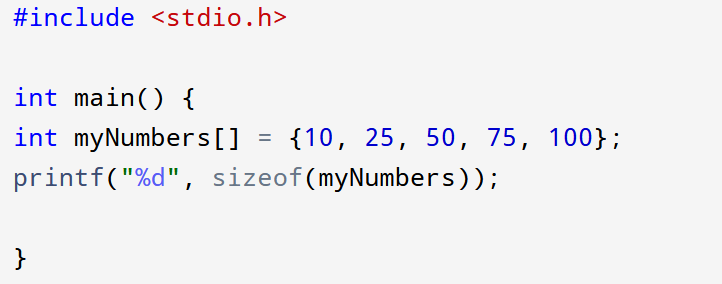 #include <stdio.h>
int main() {
int myNumbers[] = {10, 25, 50, 75, 100};
printf("%d", sizeof(myNumbers));
}